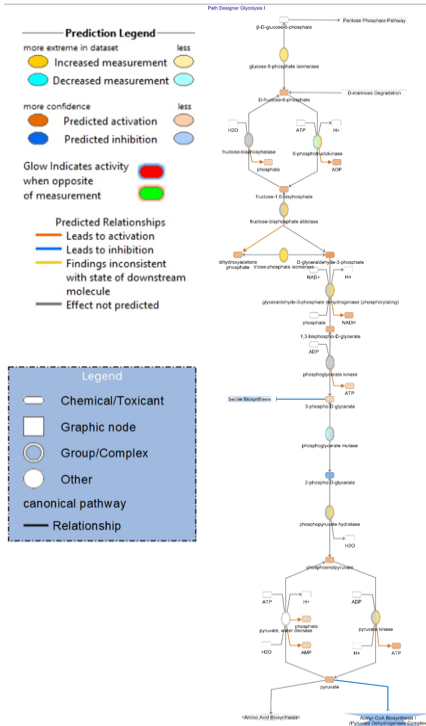 Path Designer Glycolysis I
β-D-glucose-6-phosphate
Pentose Phosphate Pathway
Prediction Legend
more extreme in dataset
less
Increased measurement
Decreased measurement
more confidence
less
Predicted activation
Predicted inhibition
Glow Indicates activity
when opposite
of measurement
Predicted Relationships
Leads to activation
Leads to inhibition
Findings inconsistent
with state of downstream
molecule
Effect not predicted
glucose-6-phosphate isomerase
D-fructose-6-phosphate
D-mannose Degradation
H2O
ATP
H+
fructose-bisphosphatase
6-phosphofructokinase
phosphate
ADP
fructose-1,6-bisphosphate
fructose-bisphosphate aldolase
dihydroxyacetone
phosphate
triose-phosphate isomerase
D-glyceraldehyde-3-phosphate
NAD+
H+
glyceraldehyde-3-phosphate dehydrogenase (phosphorylating)
phosphate
NADH
1,3-bisphospho-D-glycerate
ADP
phosphoglycerate kinase
ATP
Serine Biosynthesis
3-phospho-D-glycerate
phosphoglycerate mutase
2-phospho-D-glycerate
phosphopyruvate hydratase
H2O
phosphoenolpyruvate
ATP
H+
ADP
phosphate
pyruvate, water dikinase
pyruvate kinase
H2O
AMP
H+
ATP
pyruvate
Amino Acid Biosynthesis
Acetyl CoA Biosynthesis I
(Pyruvate Dehydrogenase Complex)
Legend
Chemical/Toxicant
Graphic node
Group/Complex
Other
canonical pathway
Relationship